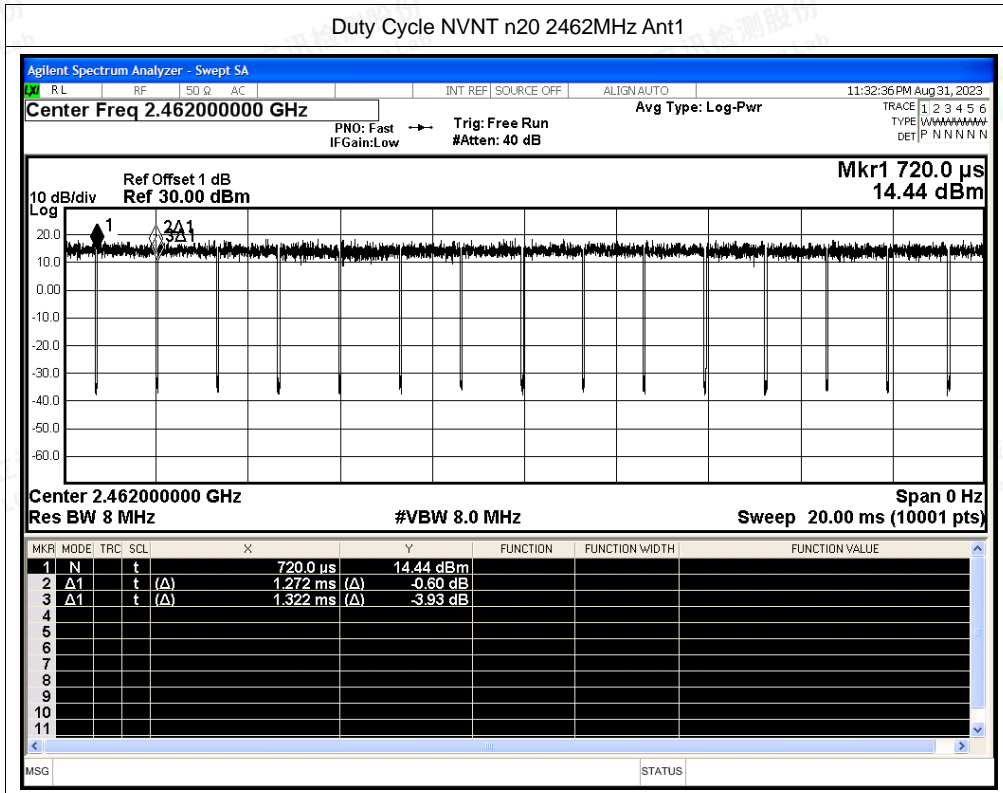 Duty Cycle NVNT n20 2462MHz Ant1
Agilent Spectrum Analyzer - Swept SA
LXI RL RF 50 Ω AC INT REF SOURCE OFF ALIGN AUTO 11:32:36 PM Aug 31, 2023
Center Freq 2.462000000 GHz Avg Type: Log-Pwr TRACE 1 2 3 4 5 6
PNO: Fast Trig: Free Run TYPE WWWWWW
IFGain:Low #Atten: 40 dB DET P N N N N N
Mkr1 720.0 µs
Ref Offset 1 dB
10 dB/div Ref 30.00 dBm 14.44 dBm
Log
1 2Δ1
3Δ1
20.0
10.0
0.00
-10.0
-20.0
-30.0
-40.0
-50.0
-60.0
Center 2.462000000 GHz Span 0 Hz
Res BW 8 MHz #VBW 8.0 MHz Sweep 20.00 ms (10001 pts)
MKR MODE TRC SCL X Y FUNCTION FUNCTION WIDTH FUNCTION VALUE
1 N t 720.0 µs 14.44 dBm
2 Δ1 t (Δ) 1.272 ms (Δ) -0.60 dB
3 Δ1 t (Δ) 1.322 ms (Δ) -3.93 dB
4
5
6
7
8
9
10
11
MSG STATUS